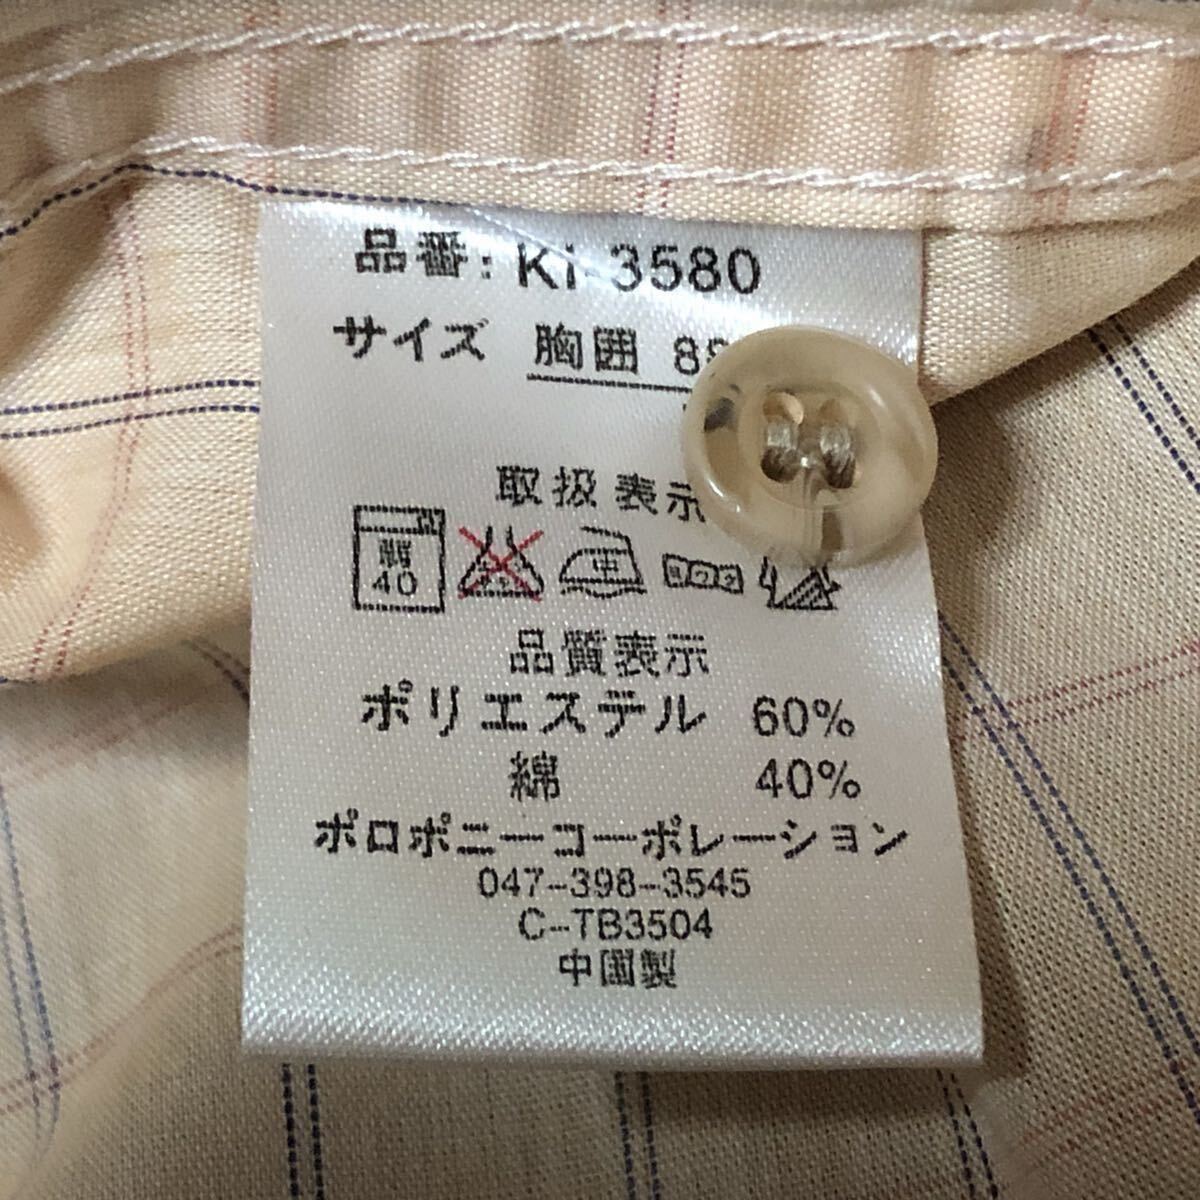 品番: KI-3580
サイズ 胸囲
取扱表示
40 中
品質表示
ポリエステル 60%
綿 40%
ポロポニーコーポレーション
047-398-3545
C-TB3504
中国製